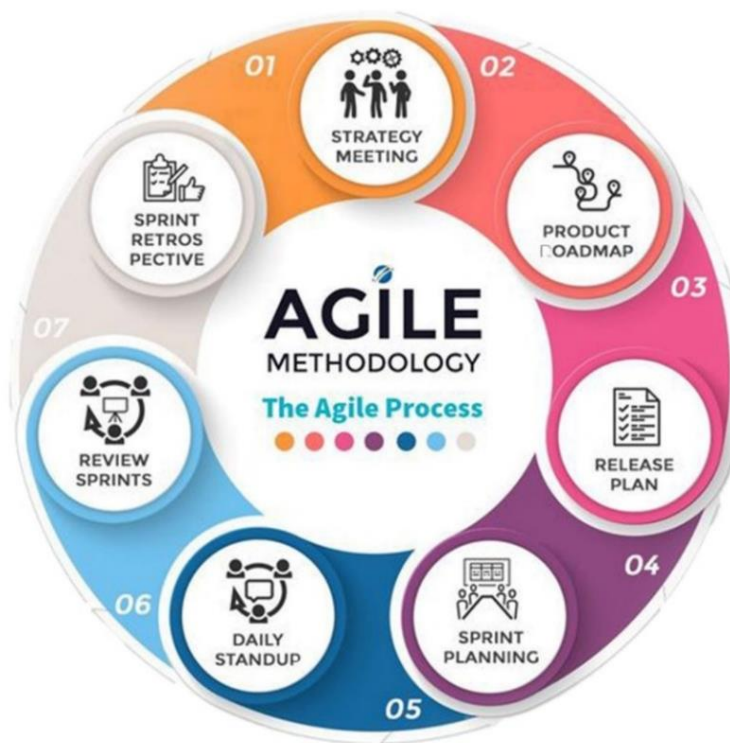 AGILE
METHODOLOGY
The Agile Process
01
STRATEGY
MEETING
02
PRODUCT
ROADMAP
03
RELEASE
PLAN
04
SPRINT
PLANNING
05
DAILY
STANDUP
06
REVIEW
SPRINTS
07
SPRINT
RETROS
PECTIVE